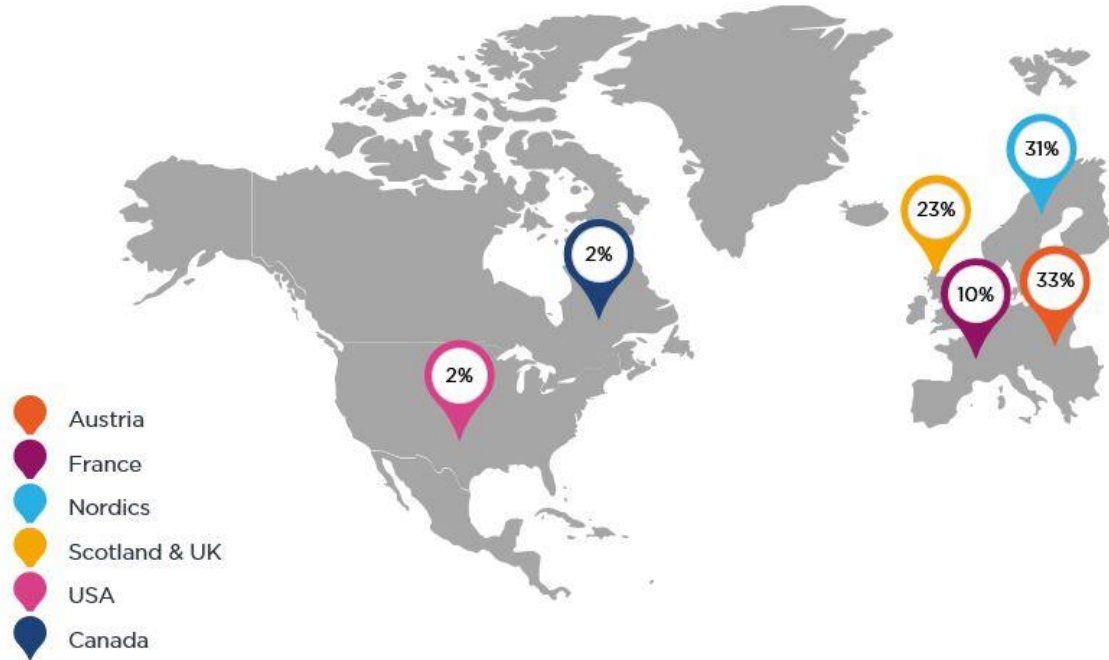 31%
23%
2%
10%
33%
2%
Austria
France
Nordics
Scotland & UK
USA
Canada